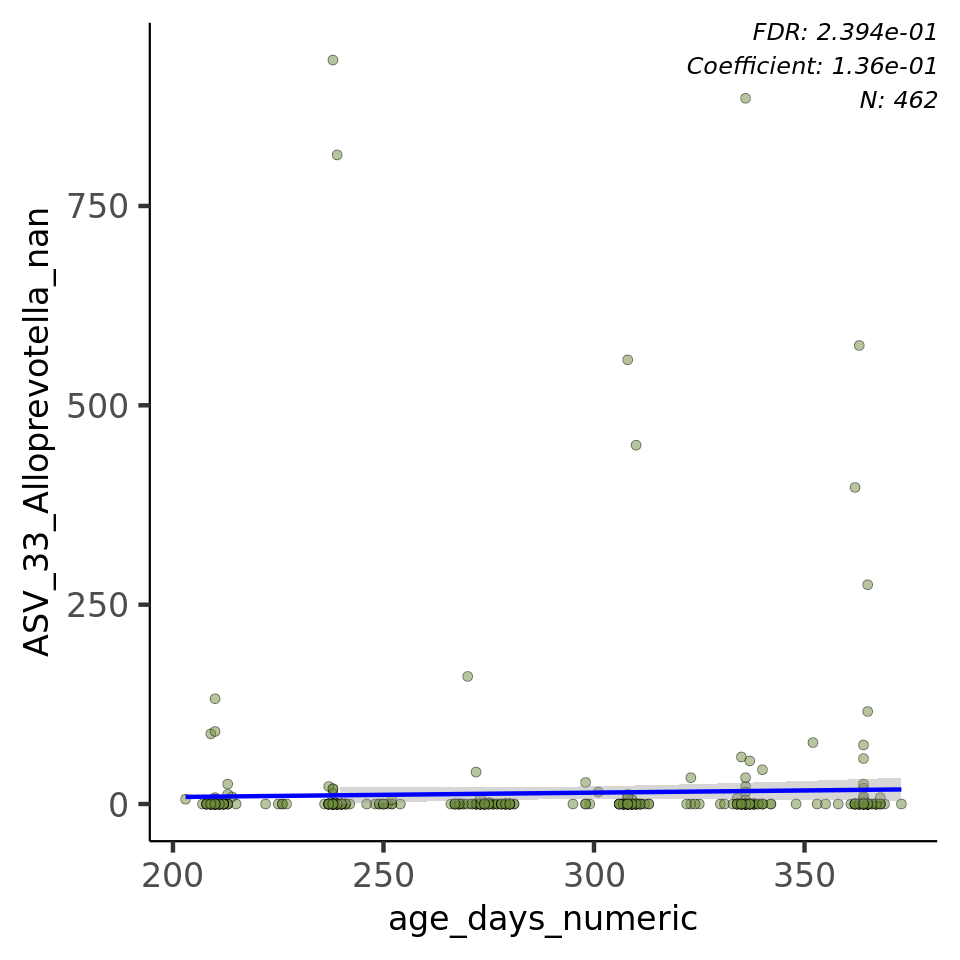 FDR: 2.394e-01
Coefficient: 1.36e-01
N: 462
ASV_33_Alloprevotella_nan
750
500
250
0
200
250
300
350
age_days_numeric